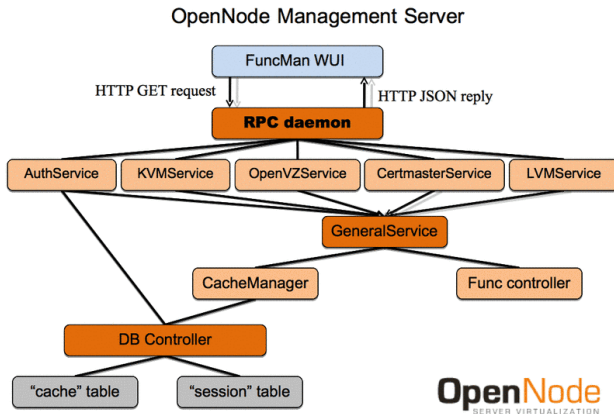 OpenNode Management Server
FuncMan WUI
HTTP GET request
HTTP JSON reply
RPC daemon
AuthService
KVMService
OpenVZService
CertmasterService
LVMService
GeneralService
CacheManager
Func controller
DB Controller
“cache” table
“session” table
OpenNode
SERVER VIRTUALIZATION